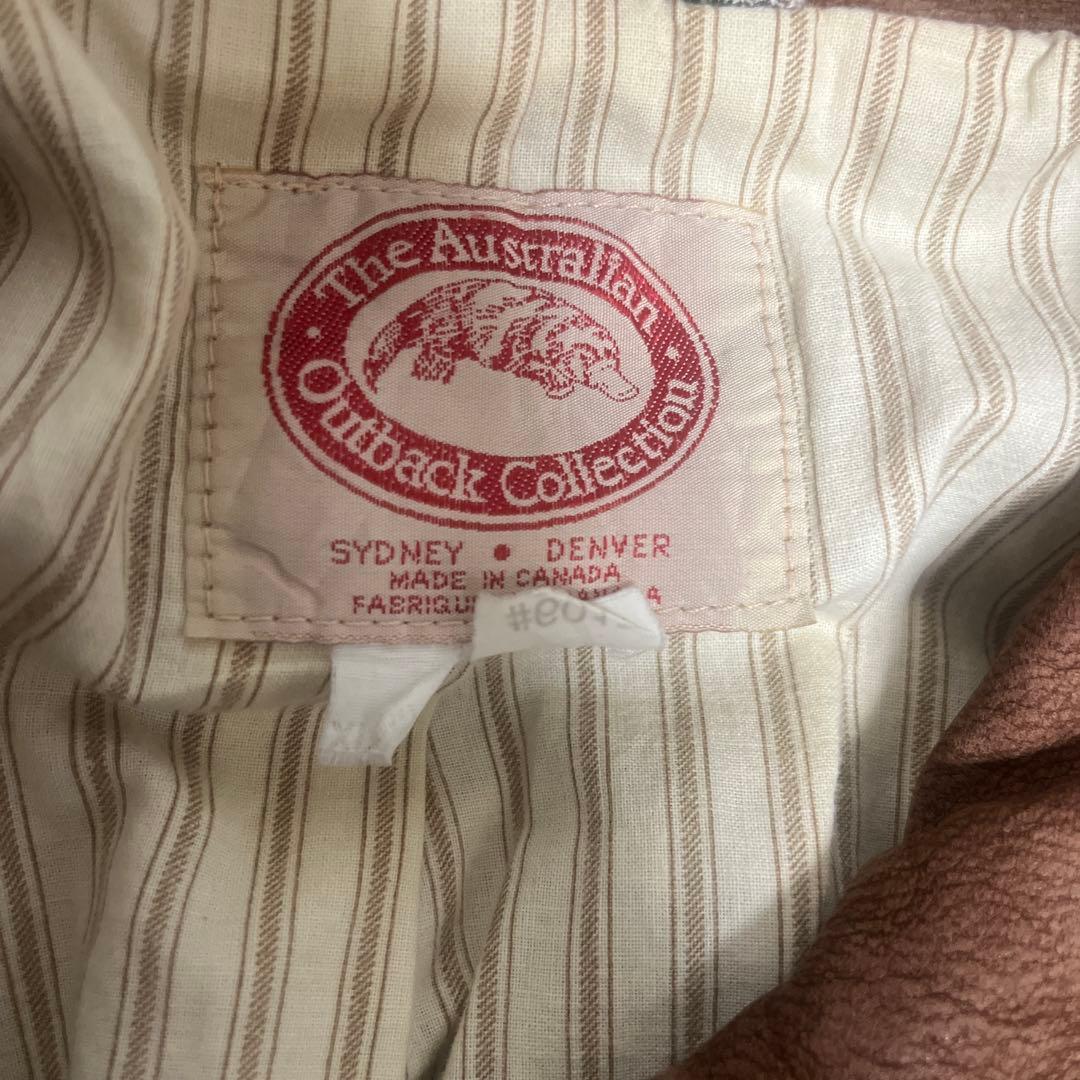 The Australian
Outback Collection
SYDNEY • DENVER
MADE IN CANADA